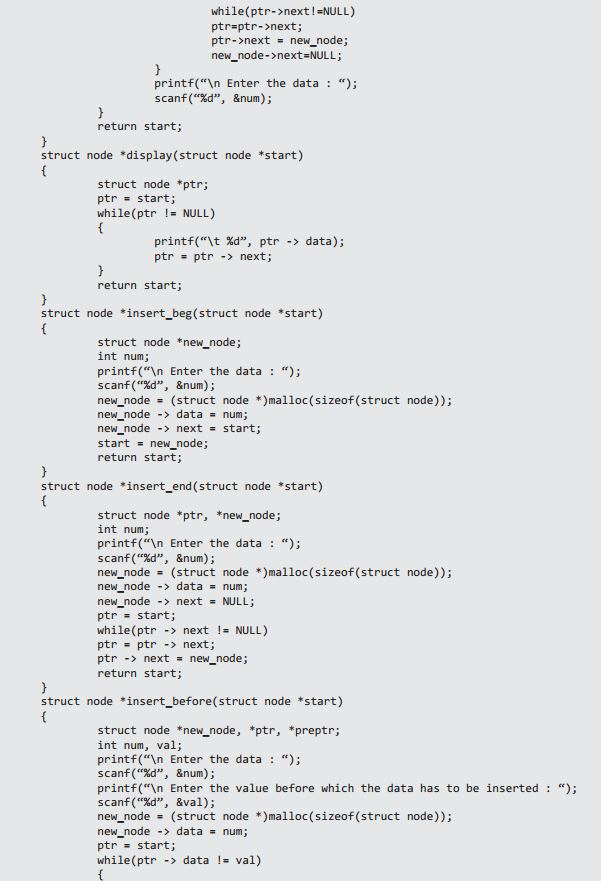 while(ptr->next!=NULL)
ptr=ptr->next;
ptr->next = new_node;
new_node->next=NULL;
}
printf(“\n Enter the data : “);
scanf(“%d”, &num);
}
return start;
}
struct node *display(struct node *start)
{
struct node *ptr;
ptr = start;
while(ptr != NULL)
{
printf(“\t %d”, ptr -> data);
ptr = ptr -> next;
}
return start;
}
struct node *insert_beg(struct node *start)
{
struct node *new_node;
int num;
printf(“\n Enter the data : “);
scanf(“%d”, &num);
new_node = (struct node *)malloc(sizeof(struct node));
new_node -> data = num;
new_node -> next = start;
start = new_node;
return start;
}
struct node *insert_end(struct node *start)
{
struct node *ptr, *new_node;
int num;
printf(“\n Enter the data : “);
scanf(“%d”, &num);
new_node = (struct node *)malloc(sizeof(struct node));
new_node -> data = num;
new_node -> next = NULL;
ptr = start;
while(ptr -> next != NULL)
ptr = ptr -> next;
ptr -> next = new_node;
return start;
}
struct node *insert_before(struct node *start)
{
struct node *new_node, *ptr, *preptr;
int num, val;
printf(“\n Enter the data : “);
scanf(“%d”, &num);
printf(“\n Enter the value before which the data has to be inserted : “);
scanf(“%d”, &val);
new_node = (struct node *)malloc(sizeof(struct node));
new_node -> data = num;
ptr = start;
while(ptr -> data != val)
{